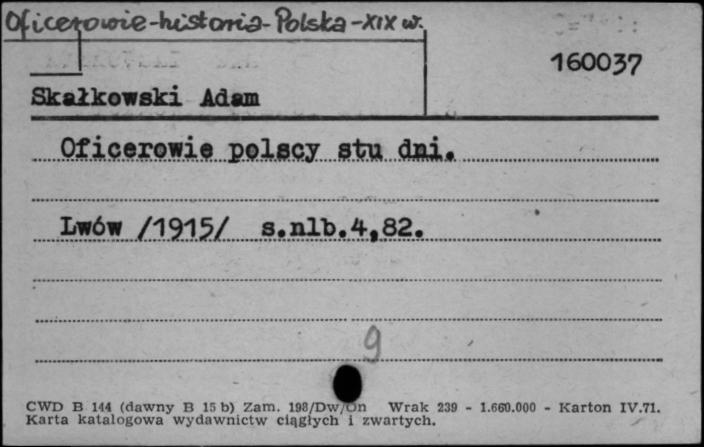 Oficerowie-historia-Polska-XIX w.
160037
Skałkowski Adam
Oficerowie polscy stu dni.
Lwów /1915/ s.nlb.4,82.
9
CWD B 144 (dawny B 15 b) Zam. 198/Dw/On Wrak 239 - 1.660.000 - Karton IV.71.
Karta katalogowa wydawnictw ciągłych i zwartych.